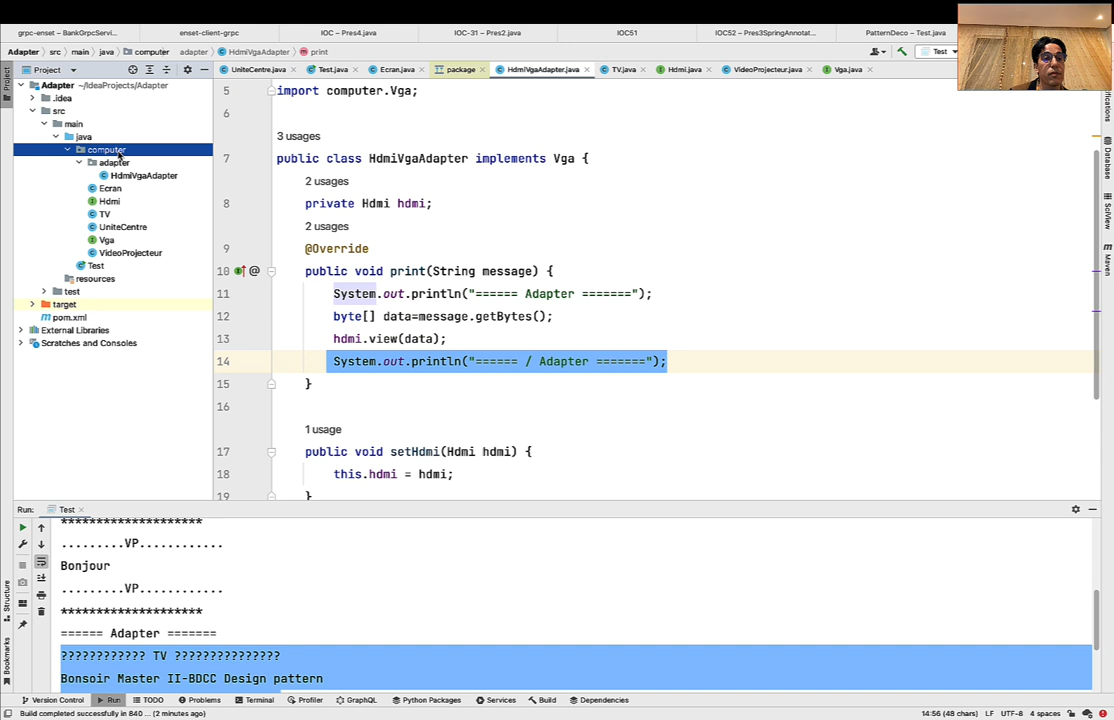 grpc-enset – BankGrpcServi...
enset-client-grpc
IOC – Pres4.java
IOC-31 – Pres2.java
IOC51
IOC52 – Pres3SpringAnnotat...
PatternDeco – Test.java
Adapter
src
main
java
computer
adapter
HdmiVgaAdapter
print
Test
Project
UniteCentre.java
Test.java
Ecran.java
package
HdmiVgaAdapter.java
TV.java
Hdmi.java
VideoProjecteur.java
Vga.java
Project
Adapter ~/IdeaProjects/Adapter
.idea
src
main
java
computer
adapter
HdmiVgaAdapter
Ecran
Hdmi
TV
UniteCentre
Vga
VideoProjecteur
Test
resources
test
target
pom.xml
External Libraries
Scratches and Consoles
5 import computer.Vga;
6
3 usages
7 public class HdmiVgaAdapter implements Vga {
2 usages
8 private Hdmi hdmi;
2 usages
9 @Override
10 @ public void print(String message) {
11 System.out.println("====== Adapter =======");
12 byte[] data=message.getBytes();
13 hdmi.view(data);
14 System.out.println("====== / Adapter =======");
15 }
16
1 usage
17 public void setHdmi(Hdmi hdmi) {
18 this.hdmi = hdmi;
19 }
Database
SciView
Maven
Run: Test
********************
.........VP............
Bonjour
.........VP............
********************
====== Adapter =======
???????????? TV ???????????????
Bonsoir Master II-BDCC Design pattern
Structure
Bookmarks
Version Control
Run
TODO
Problems
Terminal
Profiler
GraphQL
Python Packages
Services
Build
Dependencies
Build completed successfully in 840 ... (2 minutes ago)
14:56 (48 chars) LF UTF-8 4 spaces